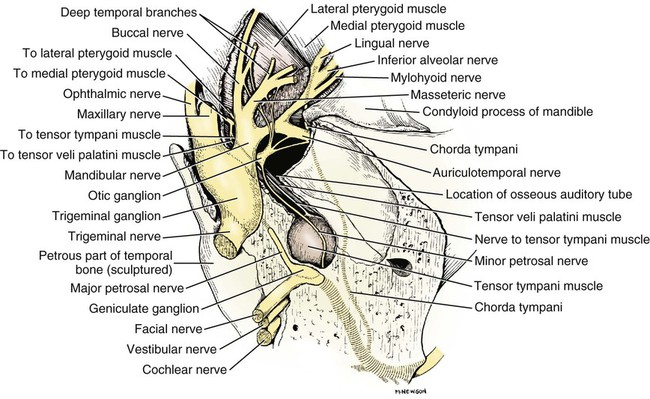 Deep temporal branches
Buccal nerve
To lateral pterygoid muscle
To medial pterygoid muscle
Ophthalmic nerve
Maxillary nerve
To tensor tympani muscle
To tensor veli palatini muscle
Mandibular nerve
Otic ganglion
Trigeminal ganglion
Trigeminal nerve
Petrous part of temporal
bone (sculptured)
Major petrosal nerve
Geniculate ganglion
Facial nerve
Vestibular nerve
Cochlear nerve
Lateral pterygoid muscle
Medial pterygoid muscle
Lingual nerve
Inferior alveolar nerve
Mylohyoid nerve
Masseteric nerve
Condyloid process of mandible
Chorda tympani
Auriculotemporal nerve
Location of osseous auditory tube
Tensor veli palatini muscle
Nerve to tensor tympani muscle
Minor petrosal nerve
Tensor tympani muscle
Chorda tympani
M. NEWSON